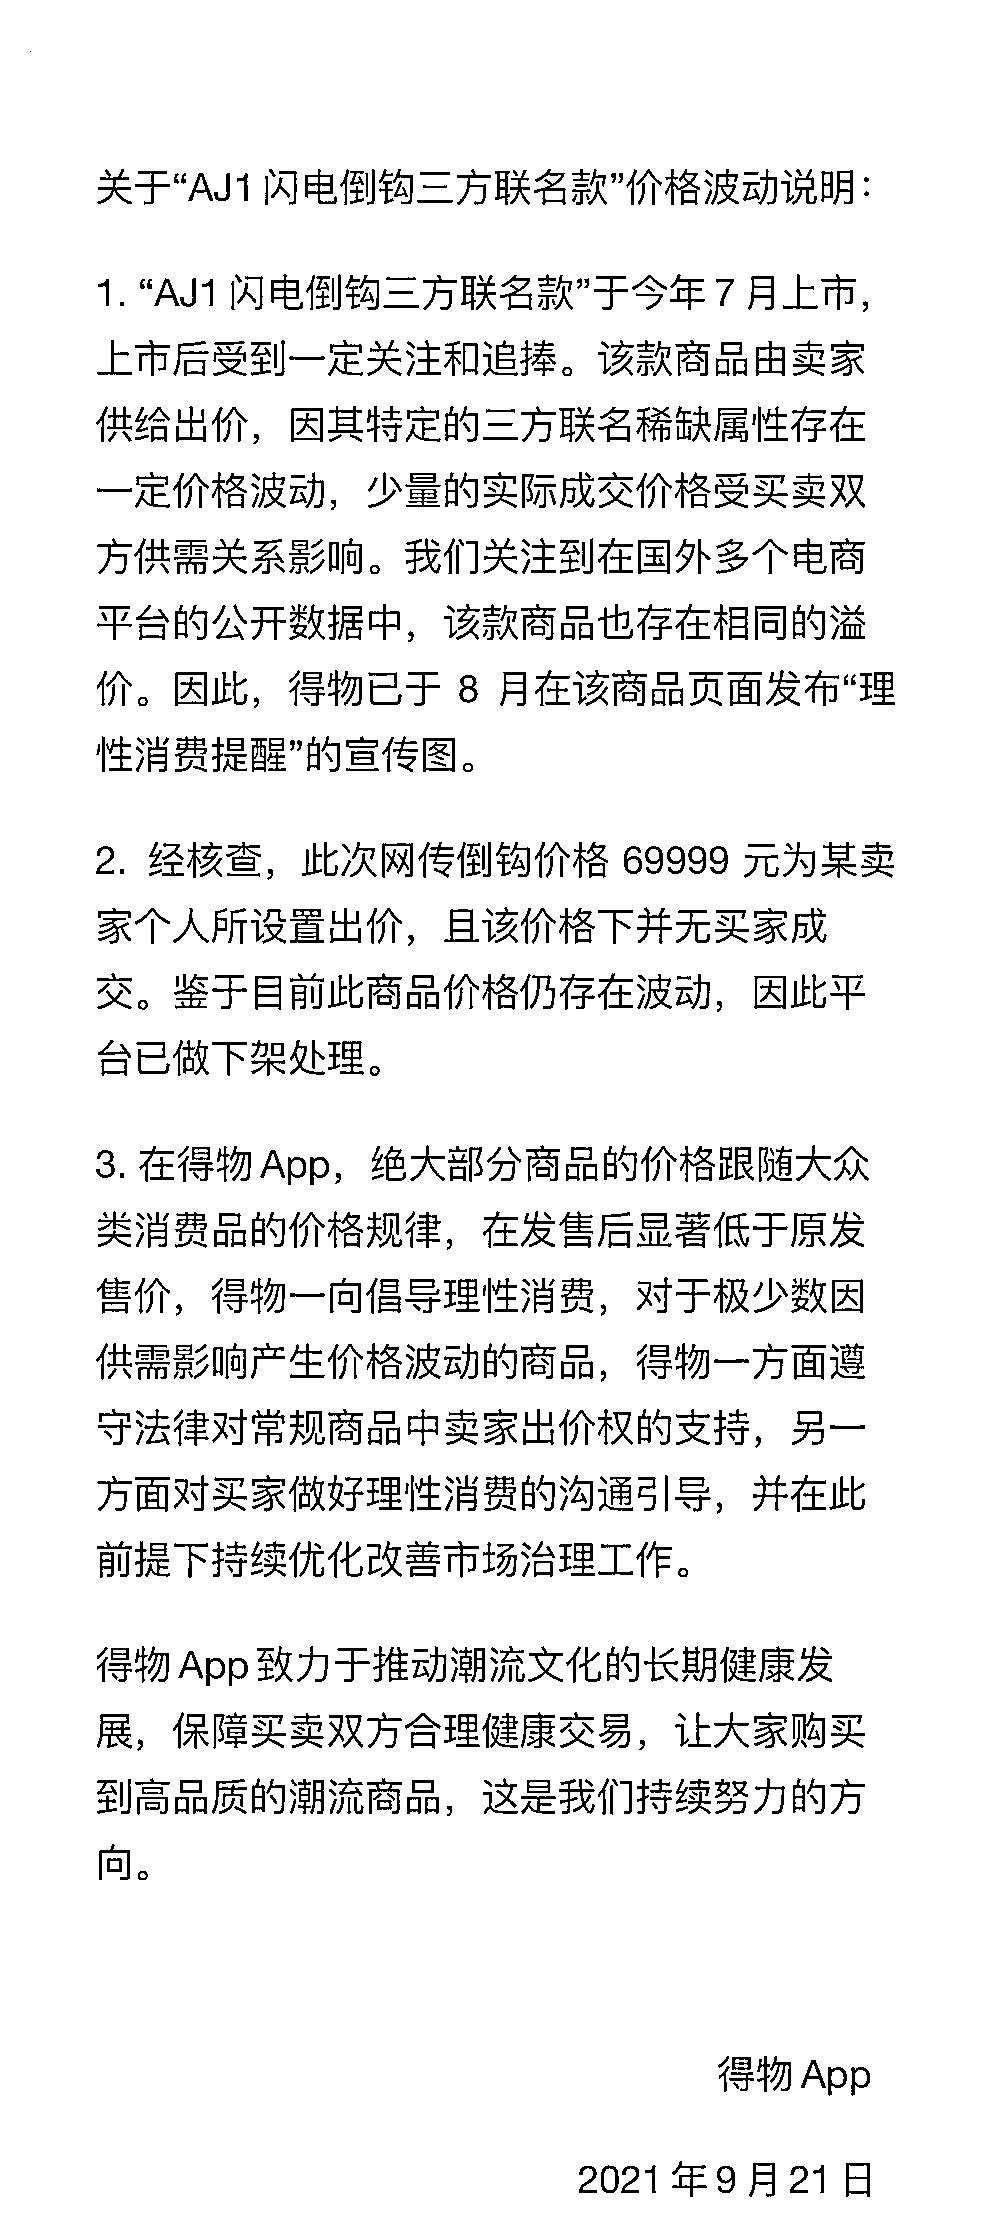 关于“AJ1 闪电倒钩三方联名款”价格波动说明：
1. “AJ1 闪电倒钩三方联名款”于今年 7 月上市，
上市后受到一定关注和追捧。该款商品由卖家
供给出价，因其特定的三方联名稀缺属性存在
一定价格波动，少量的实际成交价格受买卖双
方供需关系影响。我们关注到在国外多个电商
平台的公开数据中，该款商品也存在相同的溢
价。因此，得物已于 8 月在该商品页面发布“理
性消费提醒”的宣传图。
2. 经核查，此次网传倒钩价格 69999 元为某卖
家个人所设置出价，且该价格下并无买家成
交。鉴于目前此商品价格仍存在波动，因此平
台已做下架处理。
3. 在得物 App，绝大部分商品的价格跟随大众
类消费品的价格规律，在发售后显著低于原发
售价，得物一向倡导理性消费，对于极少数因
供需影响产生价格波动的商品，得物一方面遵
守法律对常规商品中卖家出价权的支持，另一
方面对买家做好理性消费的沟通引导，并在此
前提下持续优化改善市场治理工作。
得物 App 致力于推动潮流文化的长期健康发
展，保障买卖双方合理健康交易，让大家购买
到高品质的潮流商品，这是我们持续努力的方
向。
得物 App
2021 年 9 月 21 日